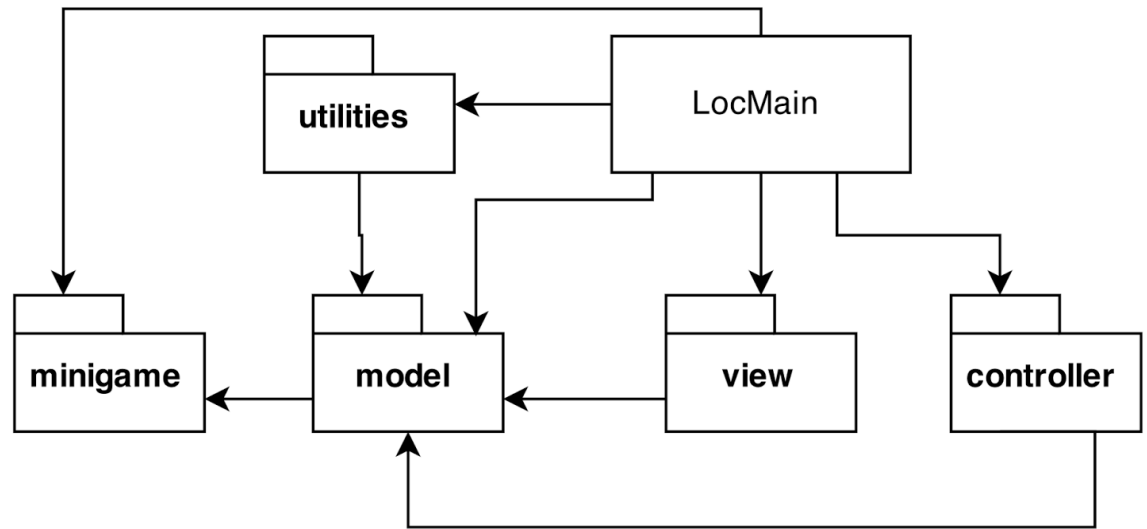 LocMain
utilities
minigame
model
view
controller